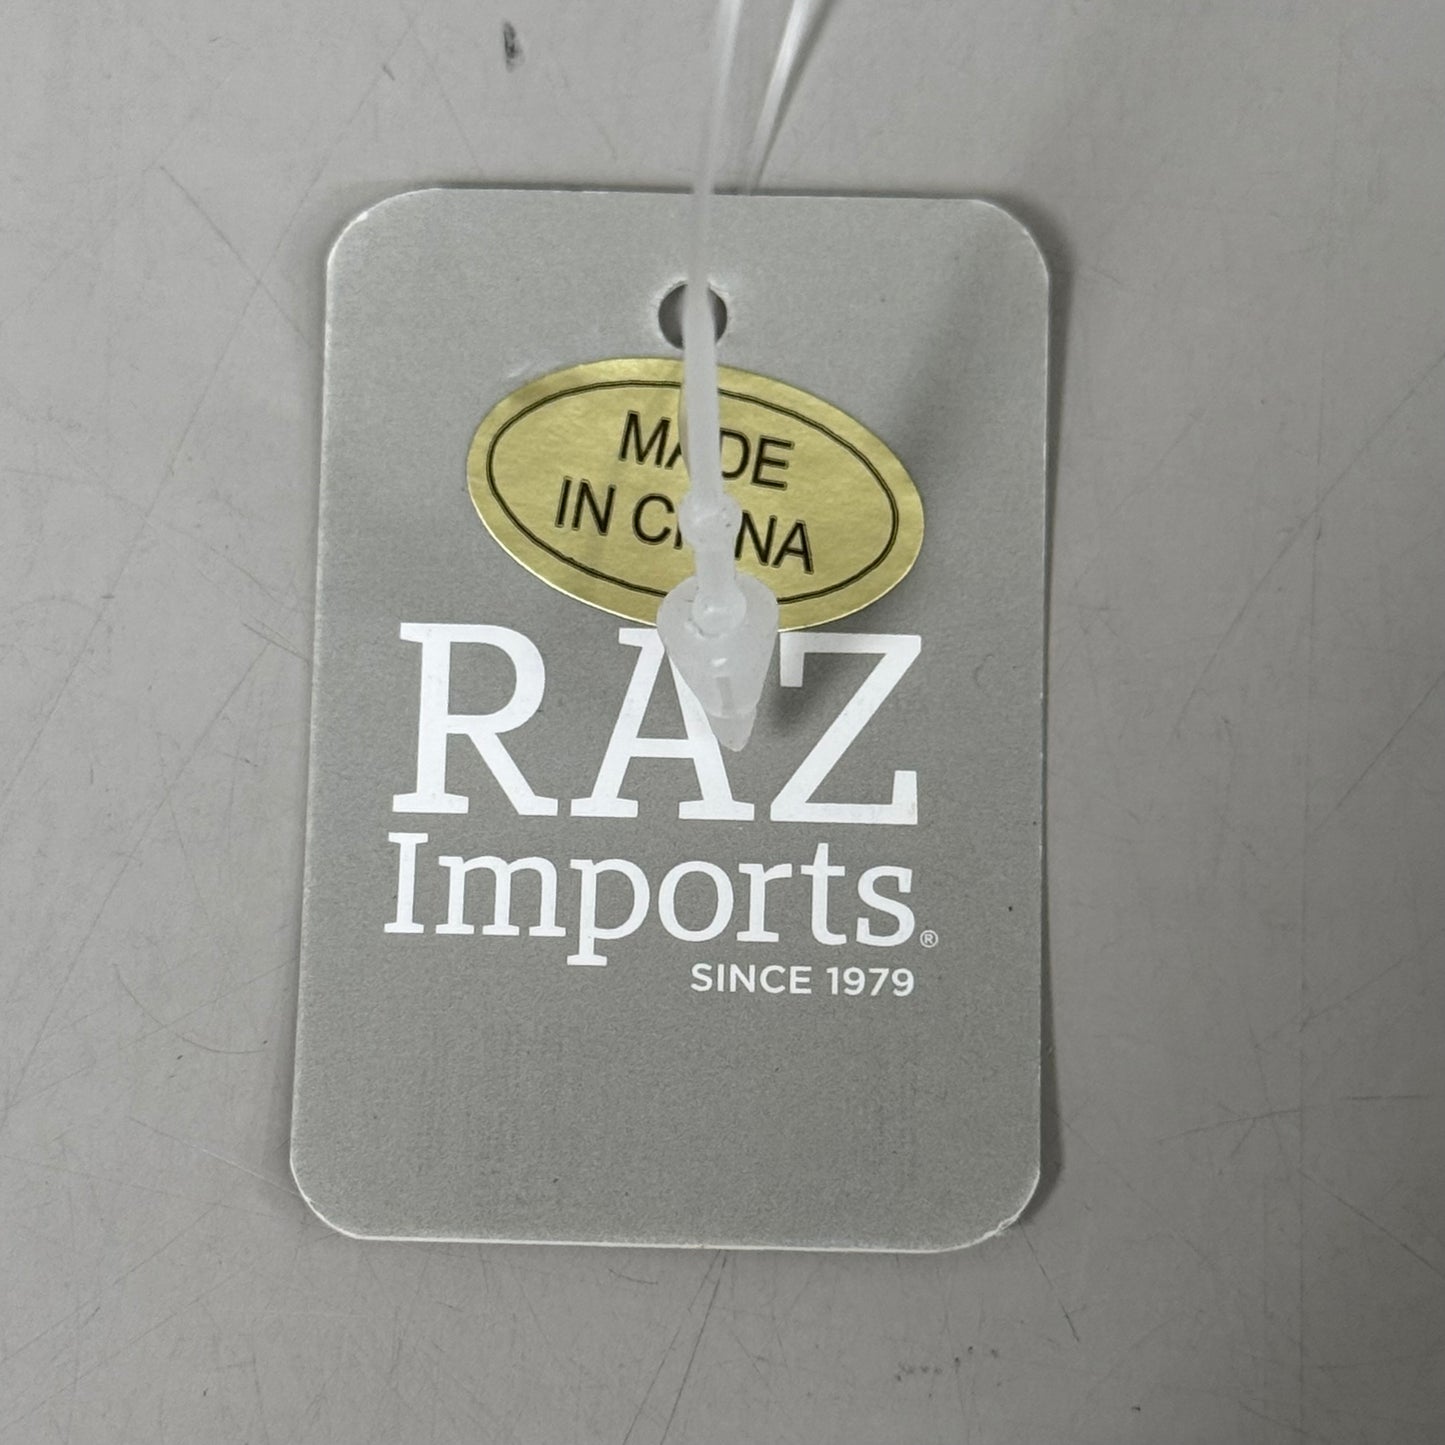 MADE
IN CHINA
RAZ
Imports®
SINCE 1979